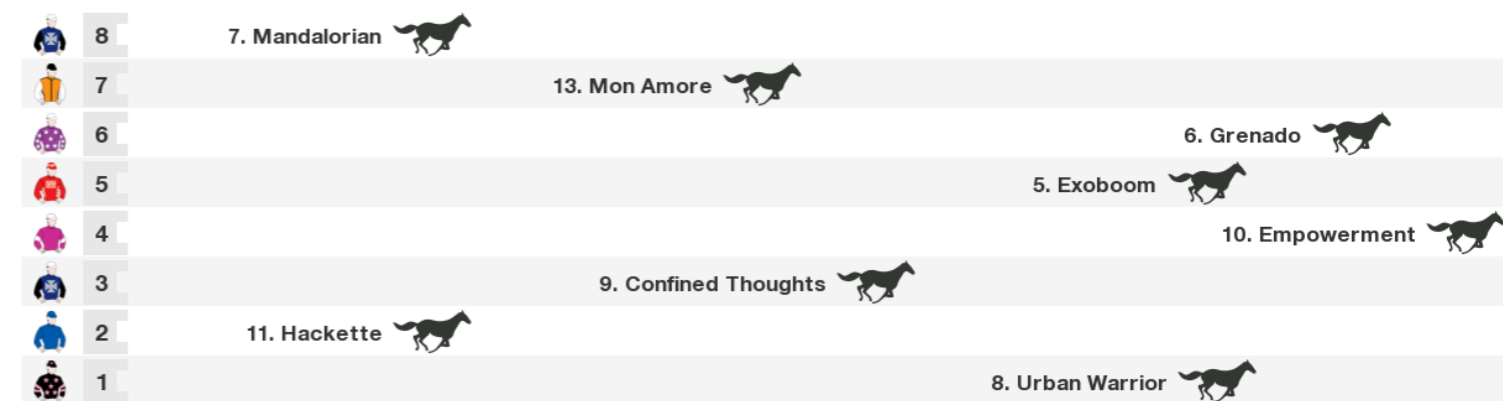 8 7. Mandalorian
7 13. Mon Amore
6 6. Grenado
5 5. Exoboom
4 10. Empowerment
3 9. Confined Thoughts
2 11. Hackette
1 8. Urban Warrior